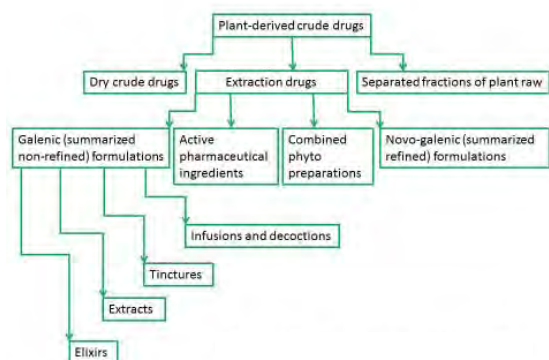 Plant-derived crude drugs
Dry crude drugs
Extraction drugs
Separated fractions of plant raw
Galenic (summarized
non-refined) formulations
Active
pharmaceutical
ingredients
Combined
phyto
preparations
Novo-galenic (summarized
refined) formulations
Infusions and decoctions
Tinctures
Extracts
Elixirs